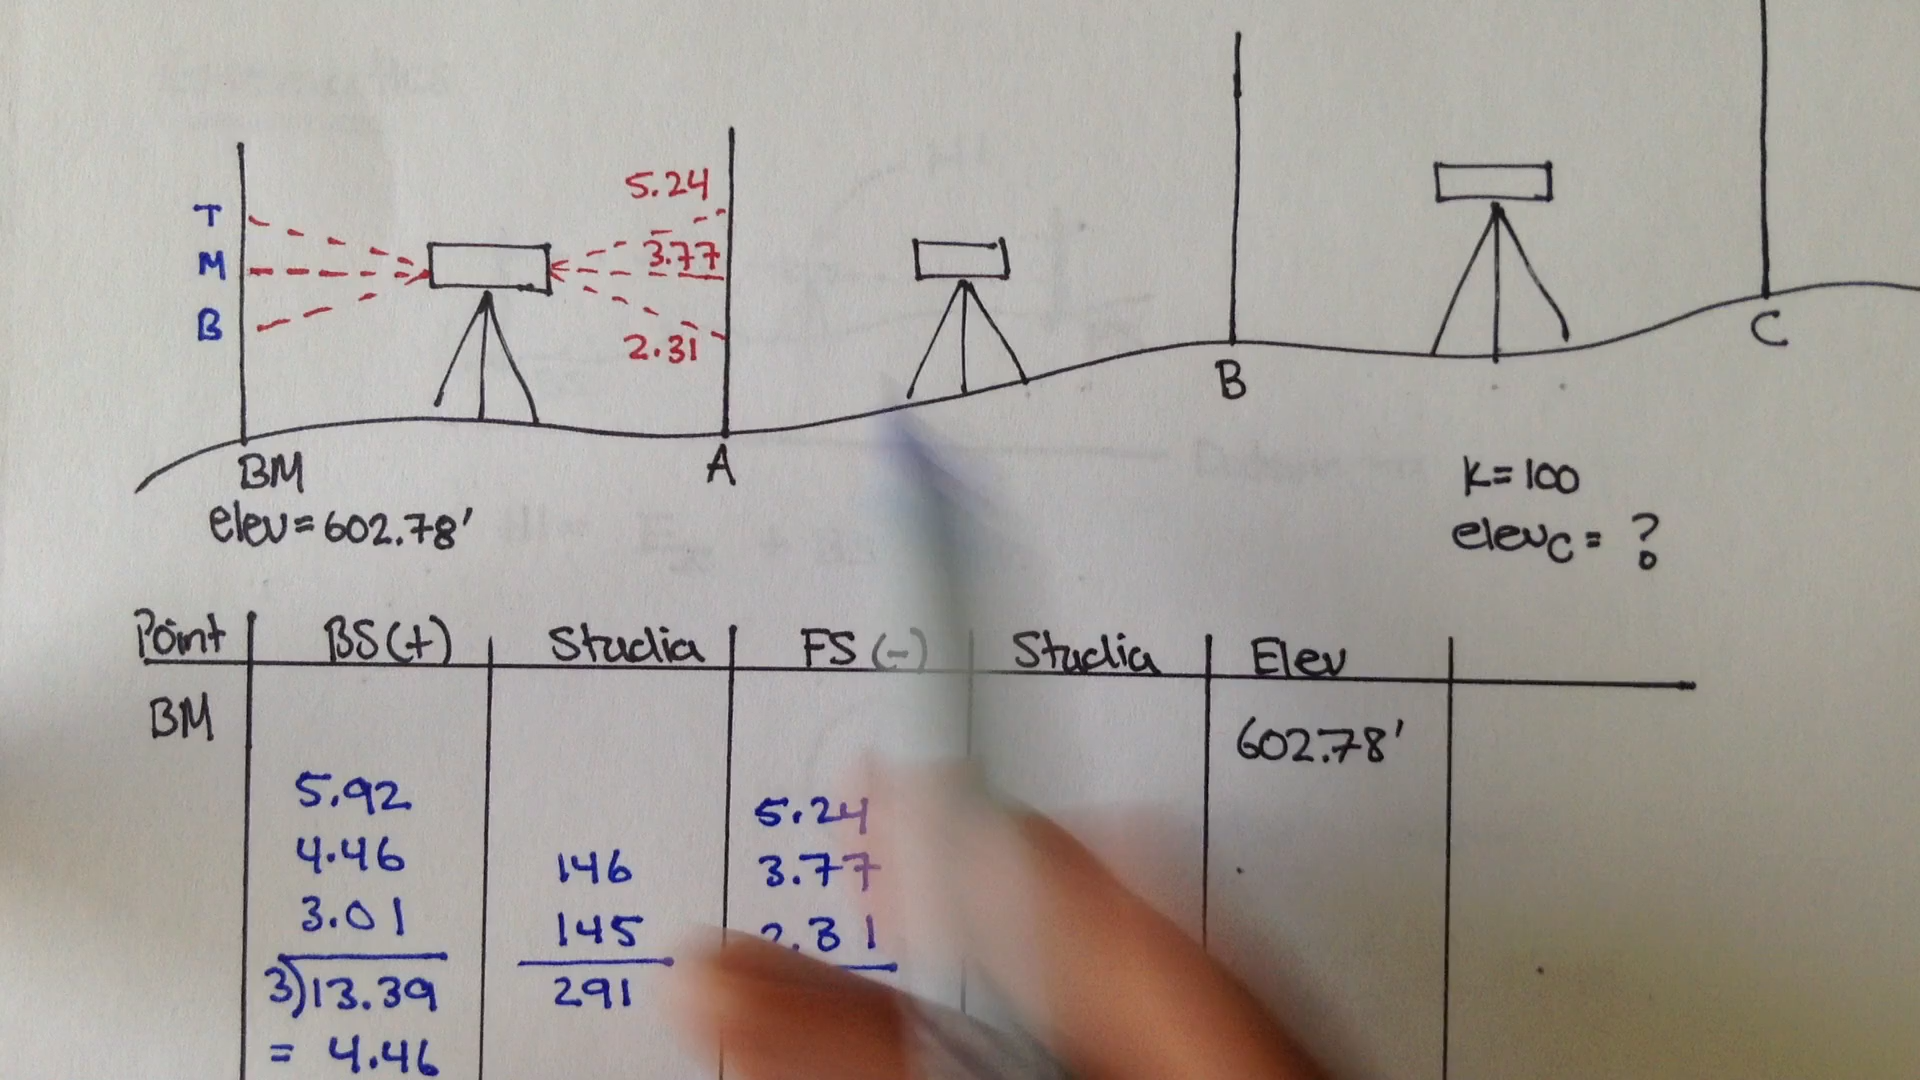 5.24
T
M
3.77
B
2.31
BM
A
B
C
elev=602.78'
K=100
elevC= ?
Point BS(+) Stadia FS(-) Stadia Elev
BM 602.78'
5.92 5.24
4.46 146 3.77
3.01 145 2.31
3)13.39 291
= 4.46